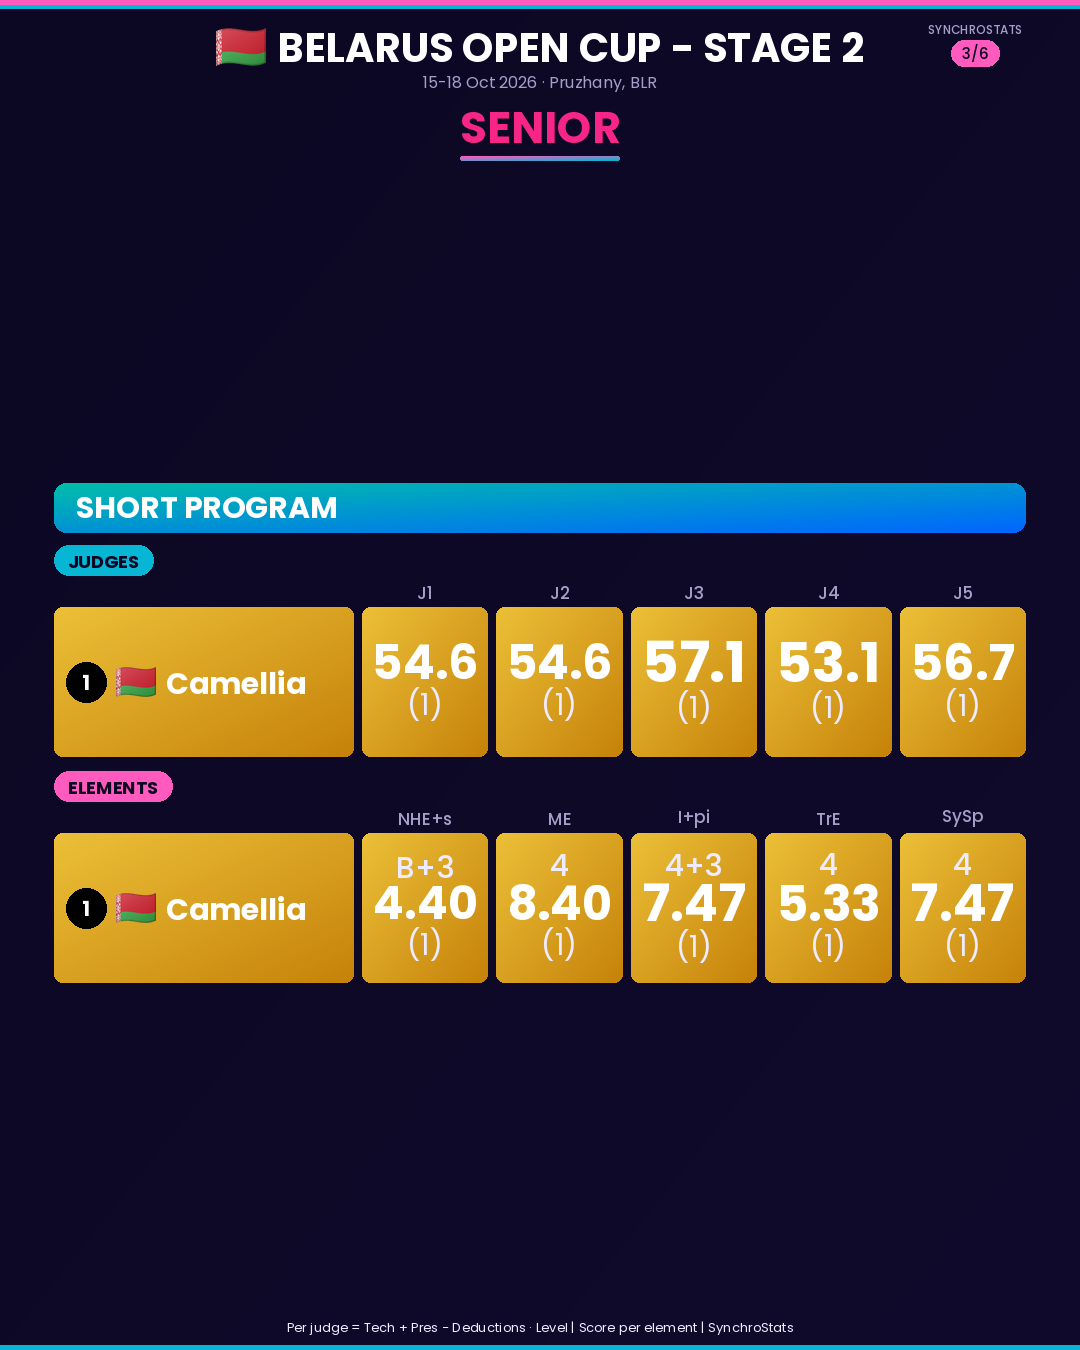 BELARUS OPEN CUP - STAGE 2
SYNCHROSTATS
3/6
15-18 Oct 2026 · Pruzhany, BLR
SENIOR
SHORT PROGRAM
JUDGES
J1 J2 J3 J4 J5
1 Camellia 54.6 54.6 57.1 53.1 56.7
(1) (1) (1) (1) (1)
ELEMENTS
NHE+s ME I+pi TrE SySp
B+3 4 4+3 4 4
1 Camellia 4.40 8.40 7.47 5.33 7.47
(1) (1) (1) (1) (1)
Per judge = Tech + Pres - Deductions · Level | Score per element | SynchroStats